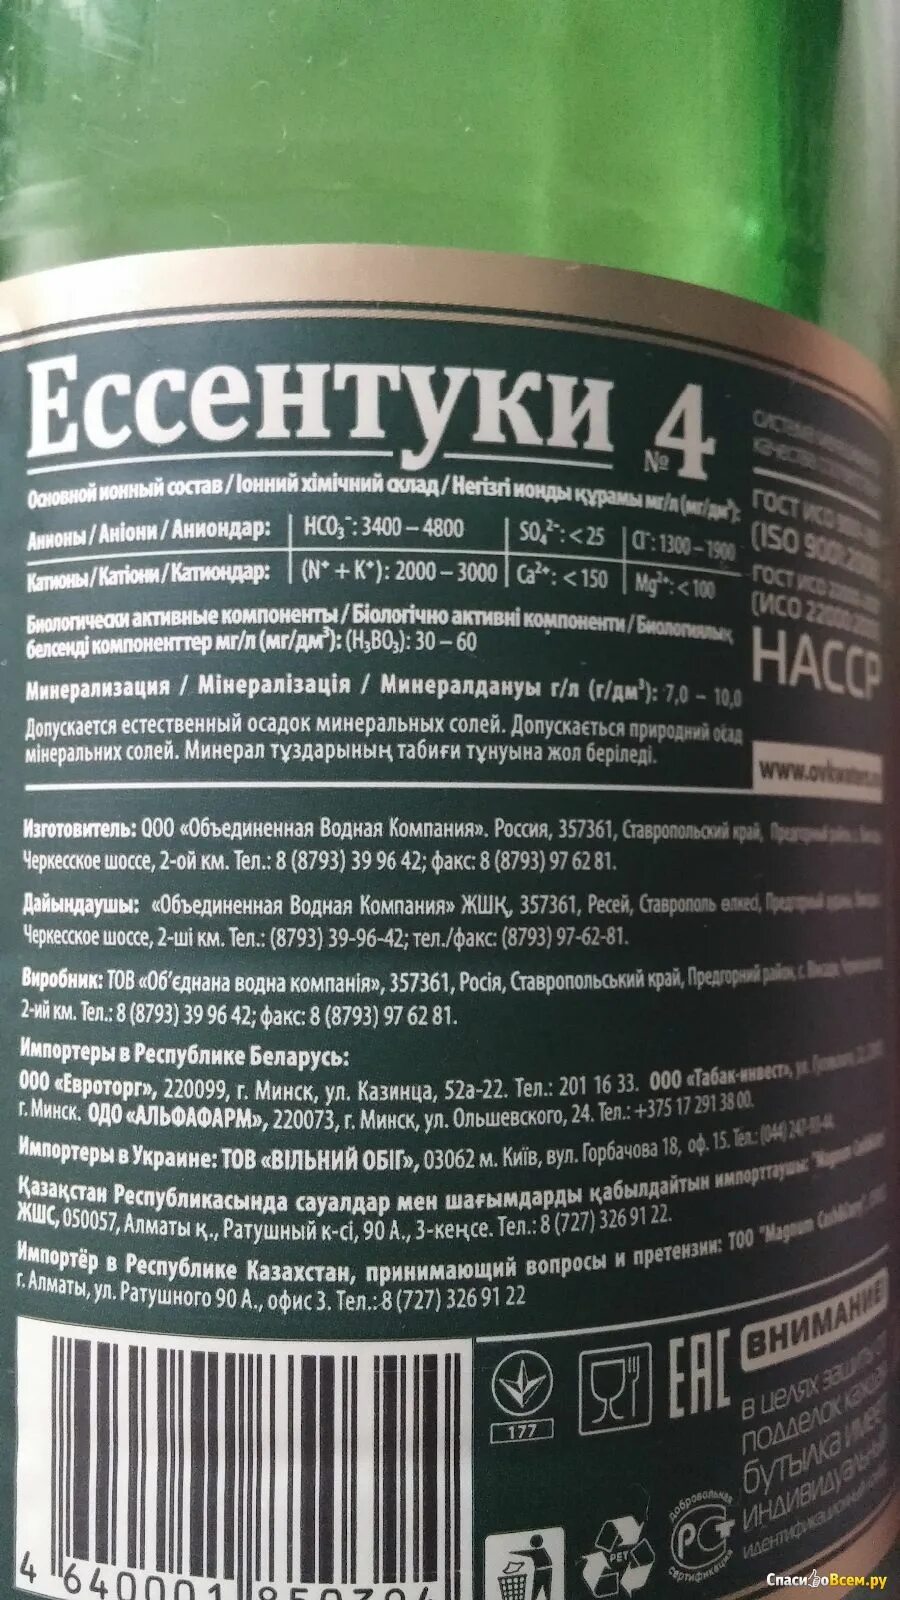 Ессентуки №4
Основной ионный состав / Іонний хімічний склад / Негізгі ионды құрамы мг/л (мг/дм³):
Анионы / Аніони / Аниондар: HCO₃⁻: 3400 – 4800 SO₄²⁻: < 25 Cl⁻: 1300 – 1900
Катионы / Катіони / Катиондар: (N⁺ + K⁺): 2000 – 3000 Ca²⁺: < 150 Mg²⁺: < 100
Биологически активные компоненты / Біологічно активні компоненти / Биологиялық
белсенді компоненттер мг/л (мг/дм³): (H₃BO₃): 30 – 60
Минерализация / Мінералізація / Минералдануы г/л (г/дм³): 7,0 – 10,0
Допускается естественный осадок минеральных солей. Допускається природний осад
мінеральних солей. Минерал тұздарының табиғи тұнуына жол беріледі.
ГОСТ ИСО
(ISO 9001:
ГОСТ ИСО
(ИСО 22000:
HACCP
Изготовитель: ООО «Объединенная Водная Компания». Россия, 357361, Ставропольский край,
Черкесское шоссе, 2-ой км. Тел.: 8 (8793) 39 96 42; факс: 8 (8793) 97 62 81.
Дайындаушы: «Объединенная Водная Компания» ЖШҚ, 357361, Ресей, Ставрополь өлкесі,
Черкесское шоссе, 2-ші км. Тел.: (8793) 39-96-42; тел./факс: (8793) 97-62-81.
Виробник: ТОВ «Об’єднана водна компанія», 357361, Росія, Ставропольський край, Предгорний район, с.
2-ий км. Тел.: 8 (8793) 39 96 42; факс: 8 (8793) 97 62 81.
Импортеры в Республике Беларусь:
ООО «Евроторг», 220099, г. Минск, ул. Казинца, 52а-22. Тел.: 201 16 33. ООО «Табак-инвест», ул.
г. Минск. ОДО «АЛЬФАФАРМ», 220073, г. Минск, ул. Ольшевского, 24. Тел.: +375 17 291 38 00.
Импортеры в Украине: ТОВ «ВІЛЬНИЙ ОБІГ», 03062 м. Київ, вул. Горбачова 18, оф. 15. Тел.: (044)
Қазақстан Республикасында сауалдар мен шағымдарды қабылдайтын импорттаушы: "Magnum
ЖШС, 050057, Алматы қ., Ратушный к-сі, 90 А., 3-кеңсе. Тел.: 8 (727) 326 91 22.
Импортёр в Республике Казахстан, принимающий вопросы и претензии: ТОО "Magnum
г. Алматы, ул. Ратушного 90 А., офис 3. Тел.: 8 (727) 326 91 22
177
EAC
ВНИМАНИЕ!
В ЦЕЛЯХ ЗАЩИТЫ ОТ
ПОДДЕЛОК КАЖДАЯ
БУТЫЛКА ИМЕЕТ
ИНДИВИДУАЛЬНЫЙ
идентификационный
добровольная
РСТ
сертификация
PET
4 640001 850304
СпасибоВсем.ру